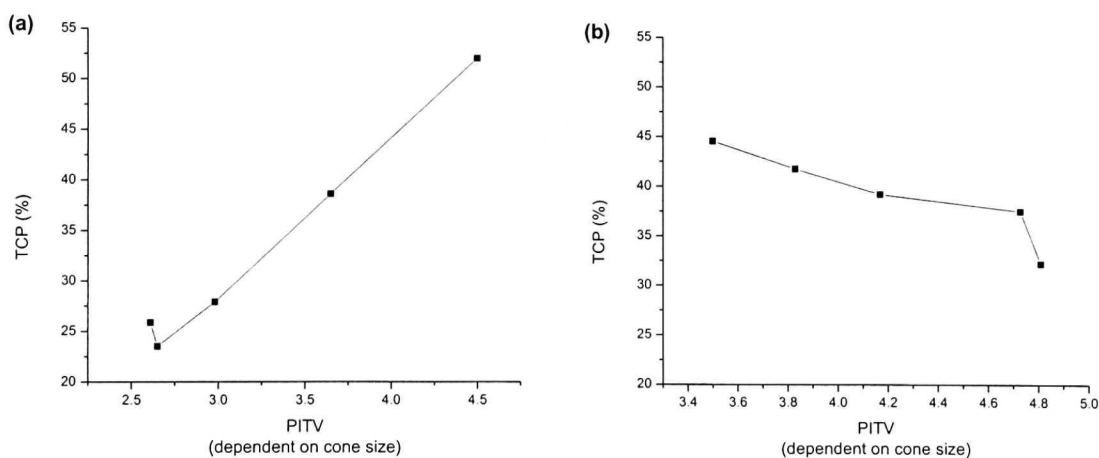 (a)
55
50
45
40
35
30
25
20
TCP (%)
2.5 3.0 3.5 4.0 4.5
PITV
(dependent on cone size)
(b)
55
50
45
40
35
30
25
20
TCP (%)
3.4 3.6 3.8 4.0 4.2 4.4 4.6 4.8 5.0
PITV
(dependent on cone size)